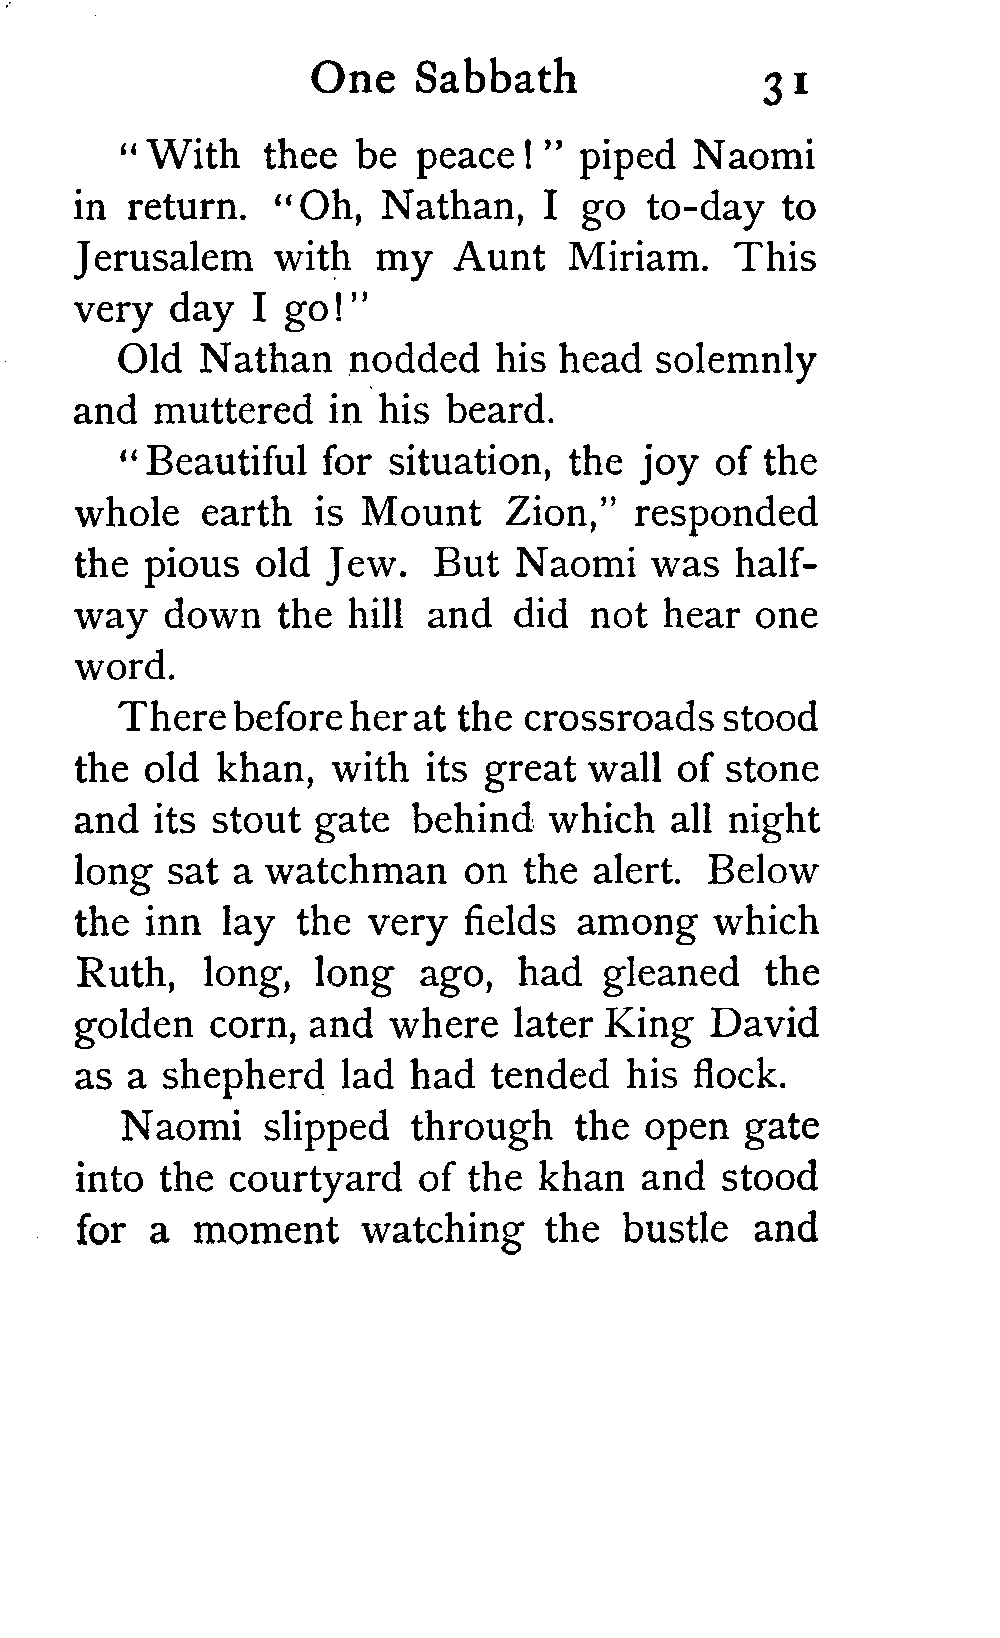 One Sabbath 31
"With thee be peace!" piped Naomi
in return. "Oh, Nathan, I go to-day to
Jerusalem with my Aunt Miriam. This
very day I go!"
Old Nathan nodded his head solemnly
and muttered in his beard.
"Beautiful for situation, the joy of the
whole earth is Mount Zion," responded
the pious old Jew. But Naomi was half-
way down the hill and did not hear one
word.
There before her at the crossroads stood
the old khan, with its great wall of stone
and its stout gate behind which all night
long sat a watchman on the alert. Below
the inn lay the very fields among which
Ruth, long, long ago, had gleaned the
golden corn, and where later King David
as a shepherd lad had tended his flock.
Naomi slipped through the open gate
into the courtyard of the khan and stood
for a moment watching the bustle and